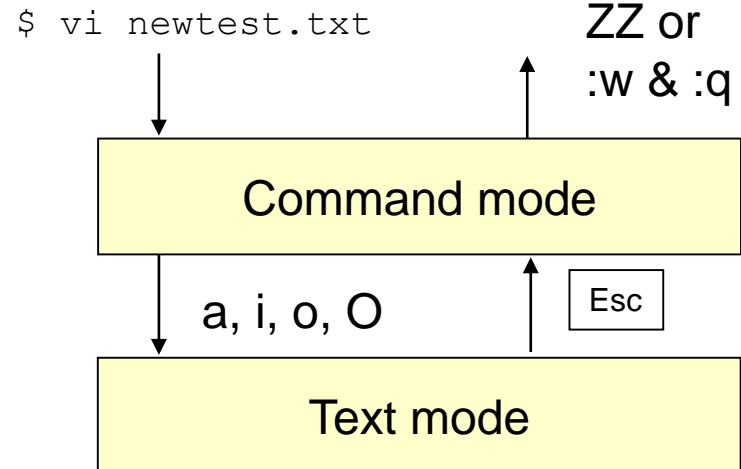 $ vi newtest.txt
ZZ or
:w & :q
Command mode
a, i, o, O
Esc
Text mode